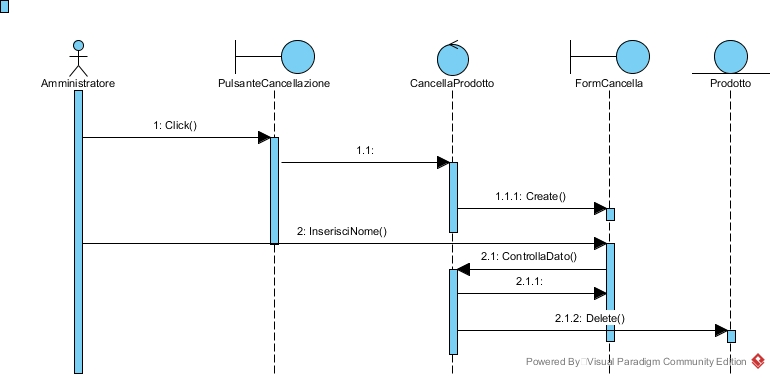 Amministratore
PulsanteCancellazione
CancellaProdotto
FormCancella
Prodotto
1: Click()
1.1:
1.1.1: Create()
2: InserisciNome()
2.1: ControllaDato()
2.1.1:
2.1.2: Delete()
Powered By Visual Paradigm Community Edition